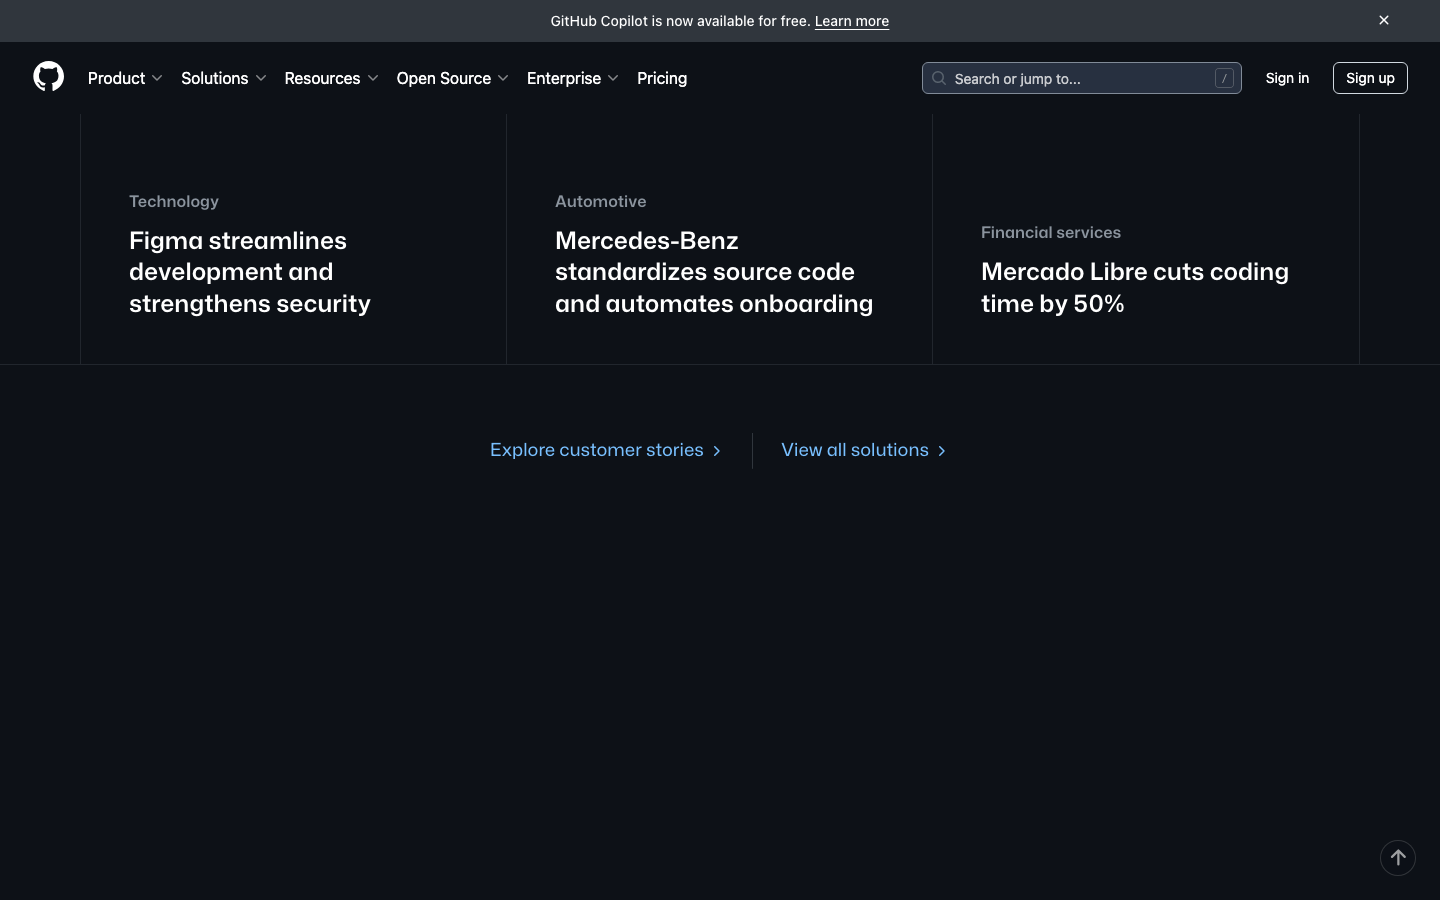 GitHub Copilot is now available for free. Learn more
Product Solutions Resources Open Source Enterprise Pricing Search or jump to... / Sign in Sign up
Technology
Figma streamlines
development and
strengthens security
Automotive
Mercedes-Benz
standardizes source code
and automates onboarding
Financial services
Mercado Libre cuts coding
time by 50%
Explore customer stories
View all solutions